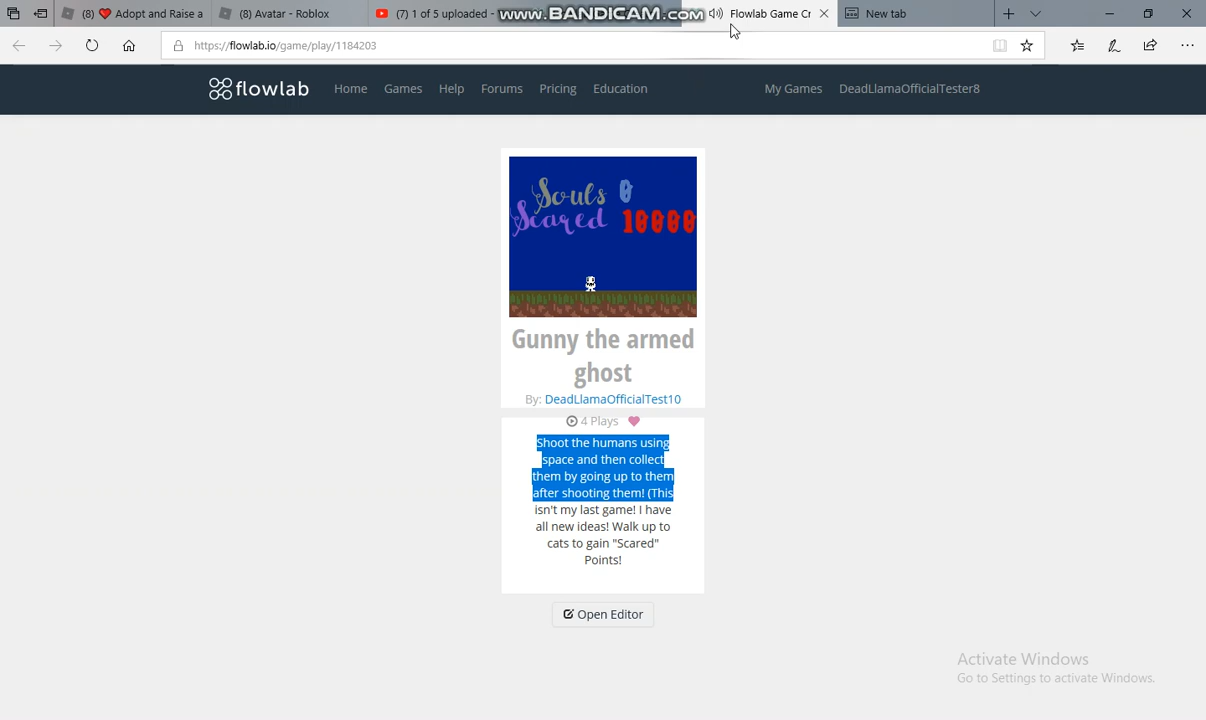 (8) ❤ Adopt and Raise a
(8) Avatar - Roblox
(7) 1 of 5 uploaded -
www.BANDICAM.com
Flowlab Game Cr
New tab
https://flowlab.io/game/play/1184203
flowlab
Home
Games
Help
Forums
Pricing
Education
My Games
DeadLlamaOfficialTester8
Souls 0
Scared 10000
Gunny the armed
ghost
By: DeadLlamaOfficialTest10
4 Plays
Shoot the humans using
space and then collect
them by going up to them
after shooting them! (This
isn't my last game! I have
all new ideas! Walk up to
cats to gain "Scared"
Points!
Open Editor
Activate Windows
Go to Settings to activate Windows.